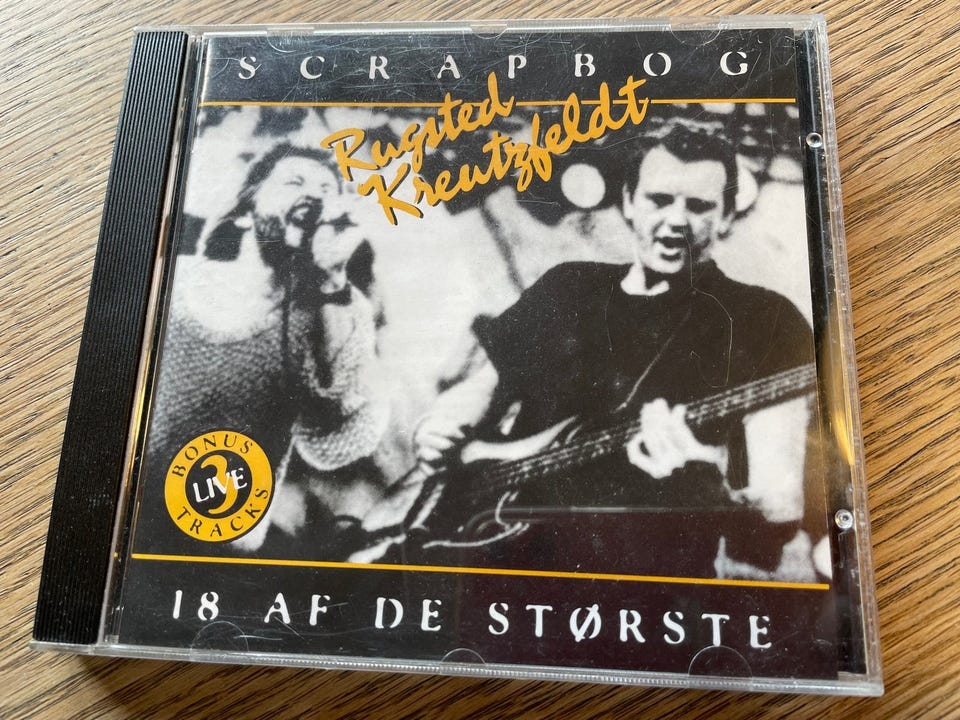 SCRAPBOG
Rugsted
Kreutzfeldt
BONUS
3
LIVE
TRACKS
18 AF DE STØRSTE